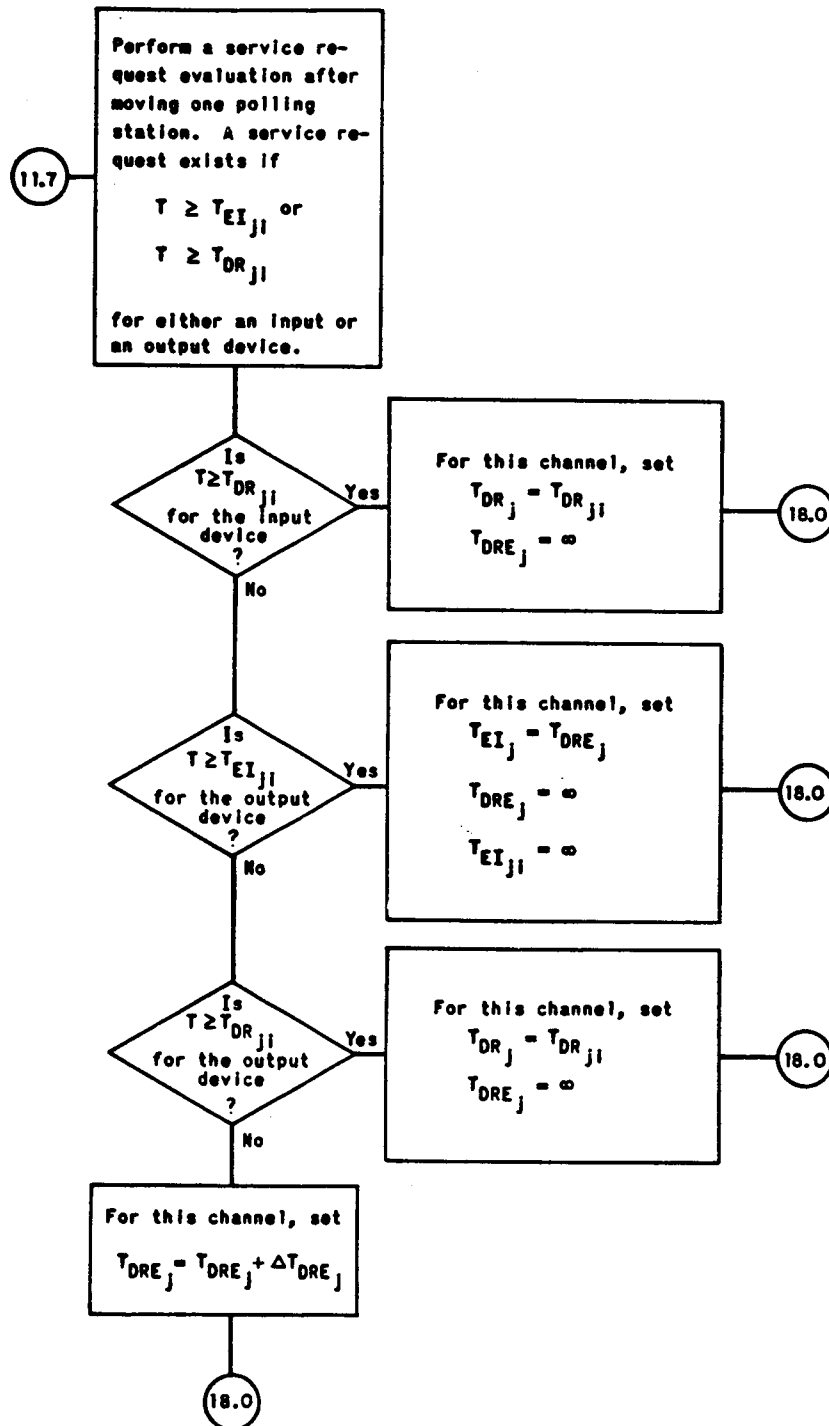 Perform a service re-
quest evaluation after
moving one polling
station. A service re-
quest exists if
T ≥ T_EI_ji or
T ≥ T_DR_ji
for either an input or
an output device.
11.7
Is
T≥T_DR_ji
for the input
device
?
Yes
No
For this channel, set
T_DR_j = T_DR_ji
T_DRE_j = ∞
18.0
Is
T≥T_EI_ji
for the output
device
?
Yes
No
For this channel, set
T_EI_j = T_DRE_j
T_DRE_j = ∞
T_EI_ji = ∞
18.0
Is
T≥T_DR_ji
for the output
device
?
Yes
No
For this channel, set
T_DR_j = T_DR_ji
T_DRE_j = ∞
18.0
For this channel, set
T_DRE_j = T_DRE_j + ΔT_DRE_j
18.0